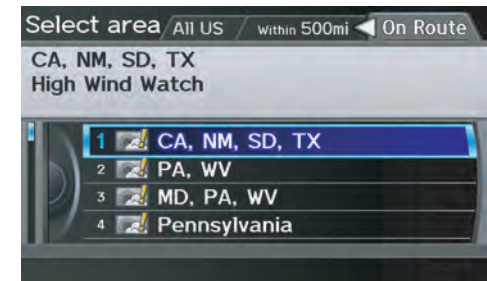 Select area All US Within 500mi On Route
CA, NM, SD, TX
High Wind Watch
1 CA, NM, SD, TX
2 PA, WV
3 MD, PA, WV
4 Pennsylvania